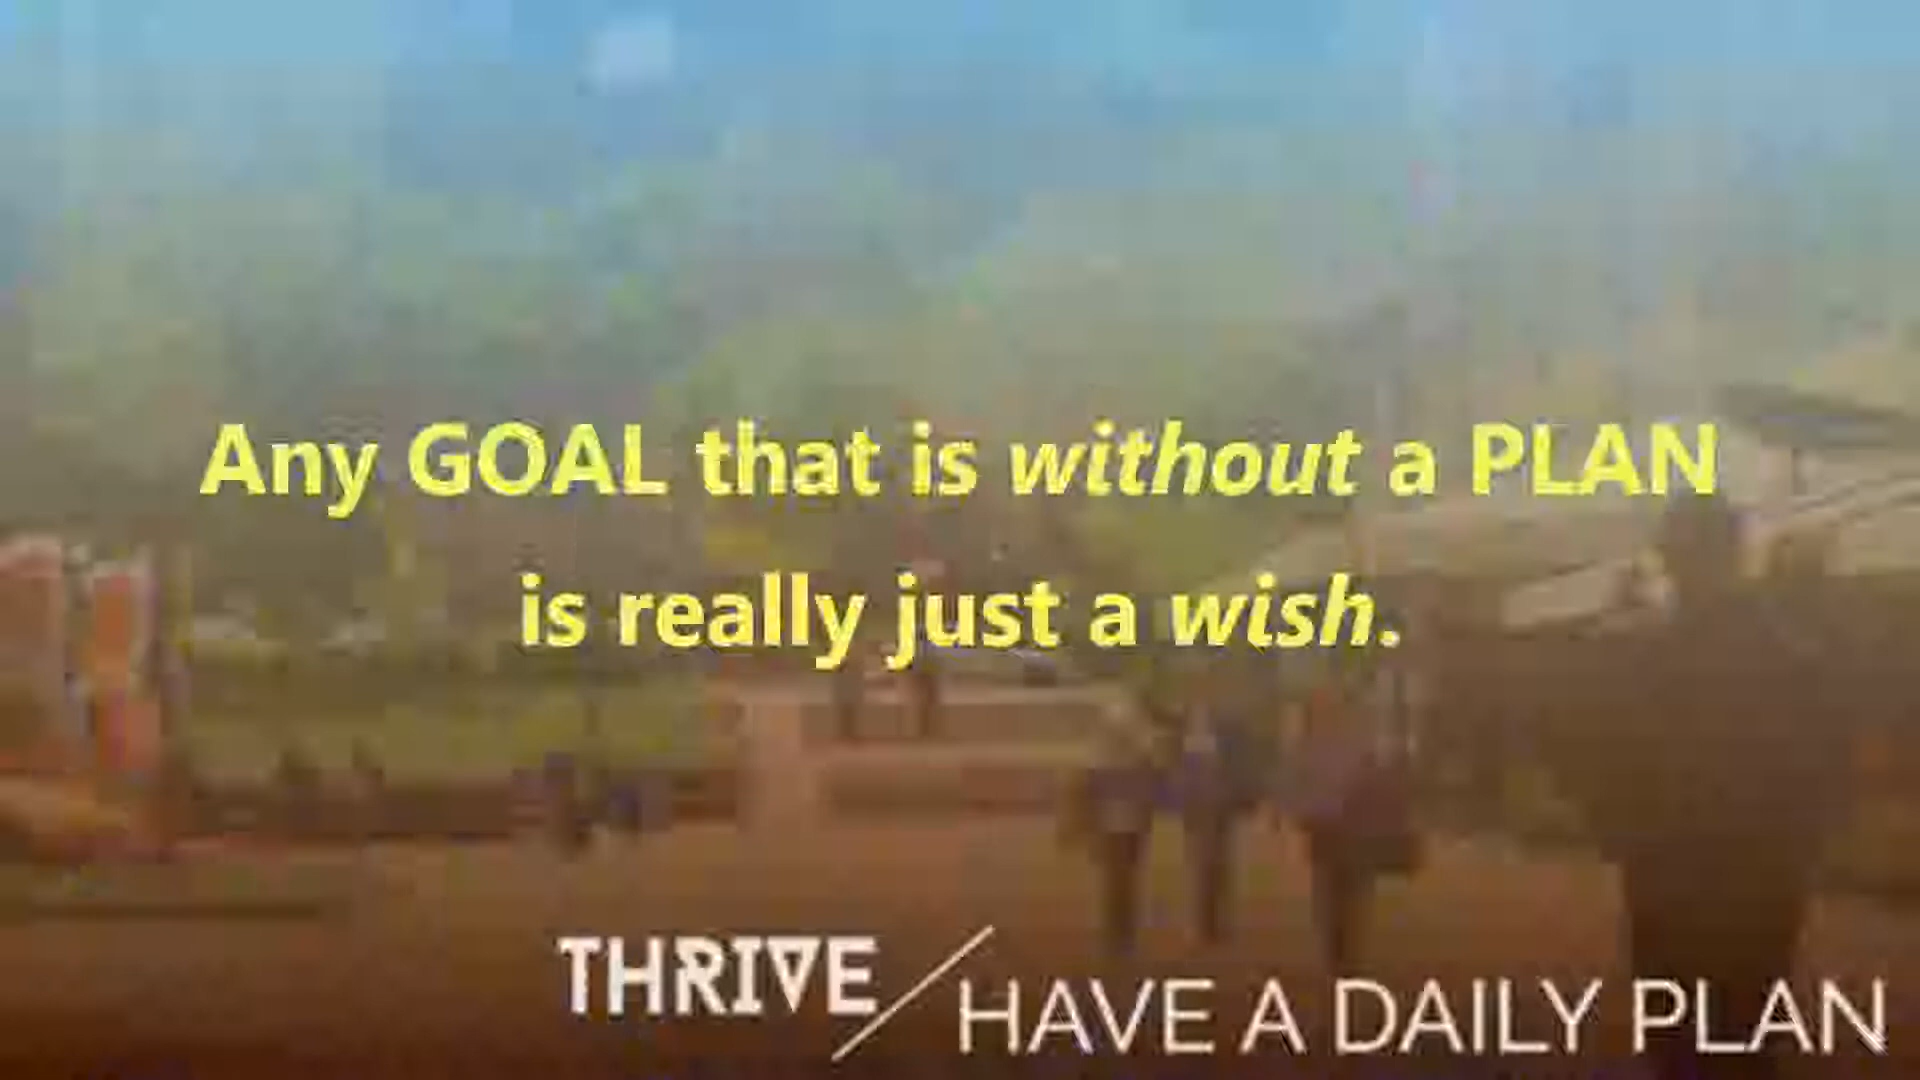 Any GOAL that is without a PLAN
is really just a wish.
THRIVE
HAVE A DAILY PLAN